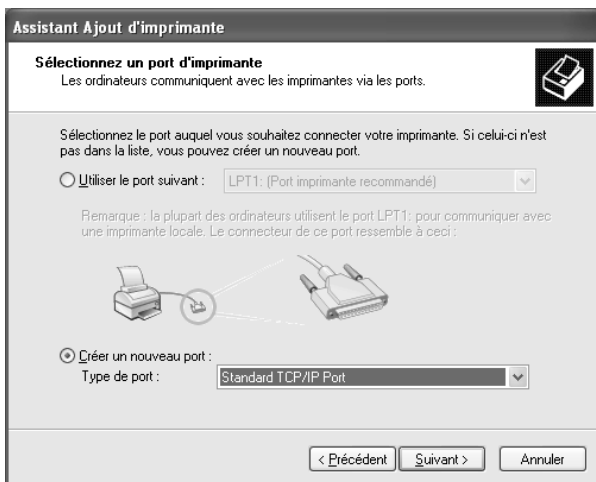 Assistant Ajout d'imprimante
Sélectionnez un port d'imprimante
Les ordinateurs communiquent avec les imprimantes via les ports.
Sélectionnez le port auquel vous souhaitez connecter votre imprimante. Si celui-ci n'est
pas dans la liste, vous pouvez créer un nouveau port.
Utiliser le port suivant : LPT1: (Port imprimante recommandé)
Remarque : la plupart des ordinateurs utilisent le port LPT1: pour communiquer avec
une imprimante locale. Le connecteur de ce port ressemble à ceci :
Créer un nouveau port :
Type de port : Standard TCP/IP Port
< Précédent Suivant > Annuler